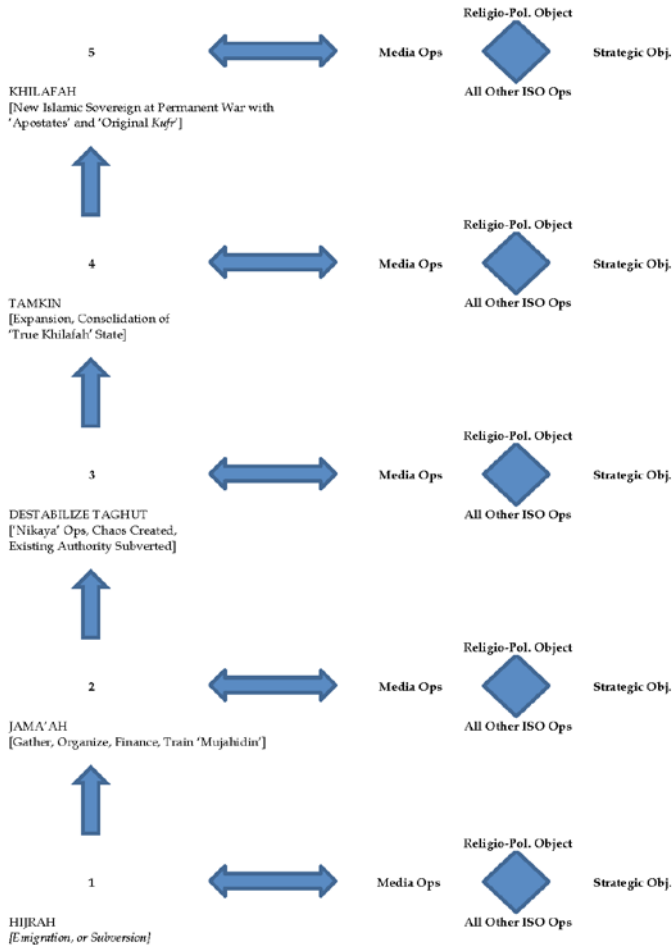 Religio-Pol. Object
5 Media Ops Strategic Obj.
All Other ISO Ops
KHILAFAH
[New Islamic Sovereign at Permanent War with
‘Apostates’ and ‘Original Kufr’]
Religio-Pol. Object
4 Media Ops Strategic Obj.
All Other ISO Ops
TAMKIN
[Expansion, Consolidation of
‘True Khilafah’ State]
Religio-Pol. Object
3 Media Ops Strategic Obj.
All Other ISO Ops
DESTABILIZE TAGHUT
[‘Nikaya’ Ops, Chaos Created,
Existing Authority Subverted]
Religio-Pol. Object
2 Media Ops Strategic Obj.
All Other ISO Ops
JAMA’AH
[Gather, Organize, Finance, Train ‘Mujahidin’]
Religio-Pol. Object
1 Media Ops Strategic Obj.
All Other ISO Ops
HIJRAH
[Emigration, or Subversion]